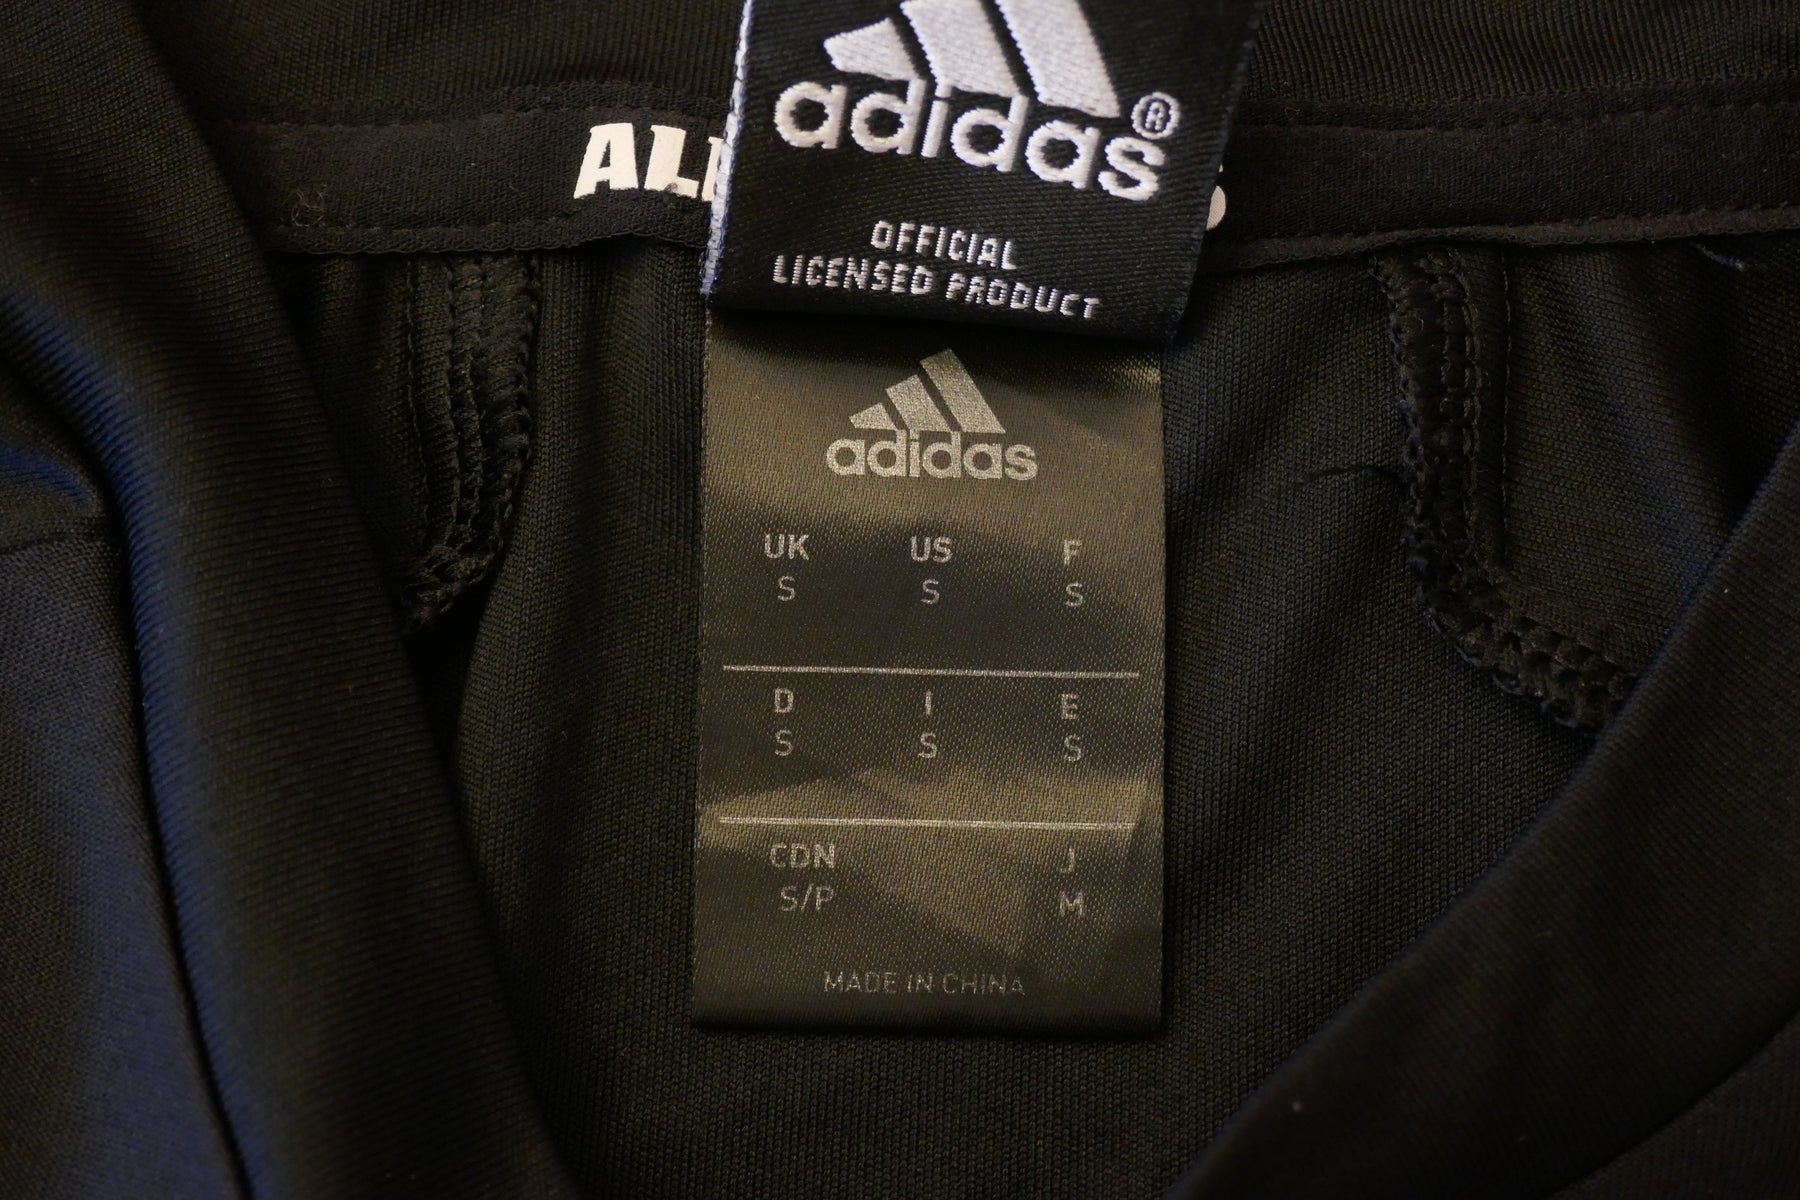 adidas®
OFFICIAL
LICENSED PRODUCT
adidas
UK US F
S S S
D I E
S S S
CDN J
S/P M
MADE IN CHINA